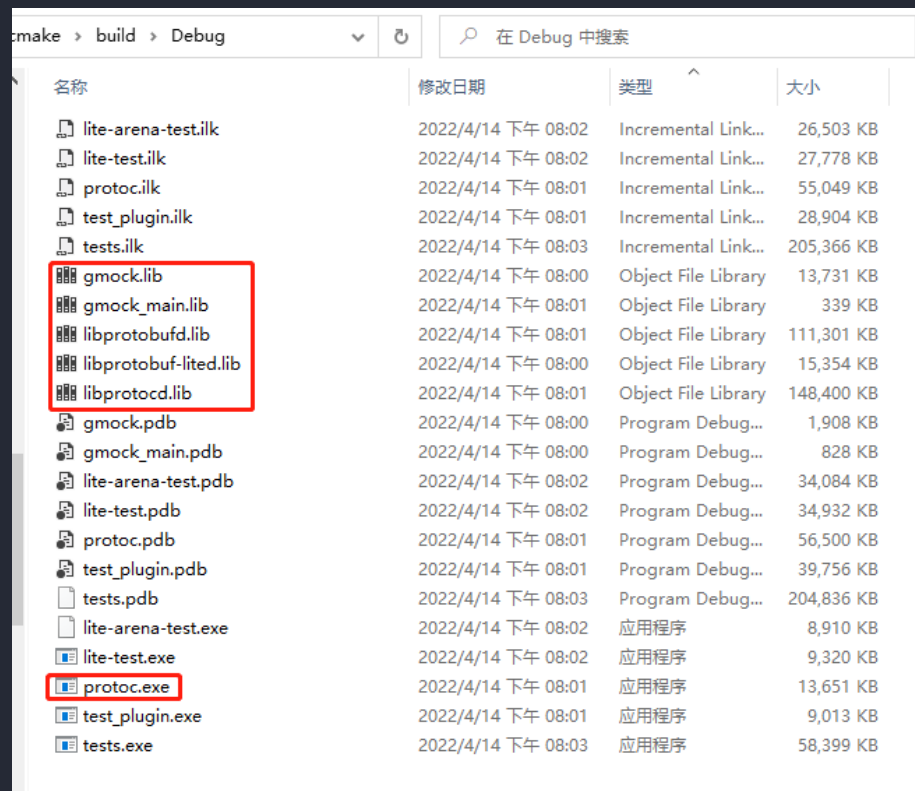 cmake > build > Debug 在 Debug 中搜索
名称 修改日期 类型 大小
lite-arena-test.ilk 2022/4/14 下午 08:02 Incremental Link... 26,503 KB
lite-test.ilk 2022/4/14 下午 08:02 Incremental Link... 27,778 KB
protoc.ilk 2022/4/14 下午 08:01 Incremental Link... 55,049 KB
test_plugin.ilk 2022/4/14 下午 08:01 Incremental Link... 28,904 KB
tests.ilk 2022/4/14 下午 08:03 Incremental Link... 205,366 KB
gmock.lib 2022/4/14 下午 08:00 Object File Library 13,731 KB
gmock_main.lib 2022/4/14 下午 08:01 Object File Library 339 KB
libprotobufd.lib 2022/4/14 下午 08:01 Object File Library 111,301 KB
libprotobuf-lited.lib 2022/4/14 下午 08:00 Object File Library 15,354 KB
libprotocd.lib 2022/4/14 下午 08:01 Object File Library 148,400 KB
gmock.pdb 2022/4/14 下午 08:00 Program Debug... 1,908 KB
gmock_main.pdb 2022/4/14 下午 08:00 Program Debug... 828 KB
lite-arena-test.pdb 2022/4/14 下午 08:02 Program Debug... 34,084 KB
lite-test.pdb 2022/4/14 下午 08:02 Program Debug... 34,932 KB
protoc.pdb 2022/4/14 下午 08:01 Program Debug... 56,500 KB
test_plugin.pdb 2022/4/14 下午 08:01 Program Debug... 39,756 KB
tests.pdb 2022/4/14 下午 08:03 Program Debug... 204,836 KB
lite-arena-test.exe 2022/4/14 下午 08:02 应用程序 8,910 KB
lite-test.exe 2022/4/14 下午 08:02 应用程序 9,320 KB
protoc.exe 2022/4/14 下午 08:01 应用程序 13,651 KB
test_plugin.exe 2022/4/14 下午 08:01 应用程序 9,013 KB
tests.exe 2022/4/14 下午 08:03 应用程序 58,399 KB